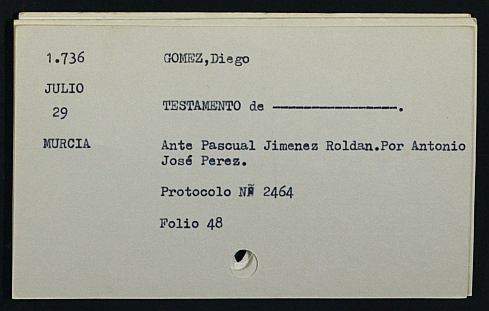 1.736 GOMEZ,Diego
JULIO
29 TESTAMENTO de ----------------.
MURCIA Ante Pascual Jimenez Roldan.Por Antonio
José Perez.
Protocolo Nº 2464
Folio 48